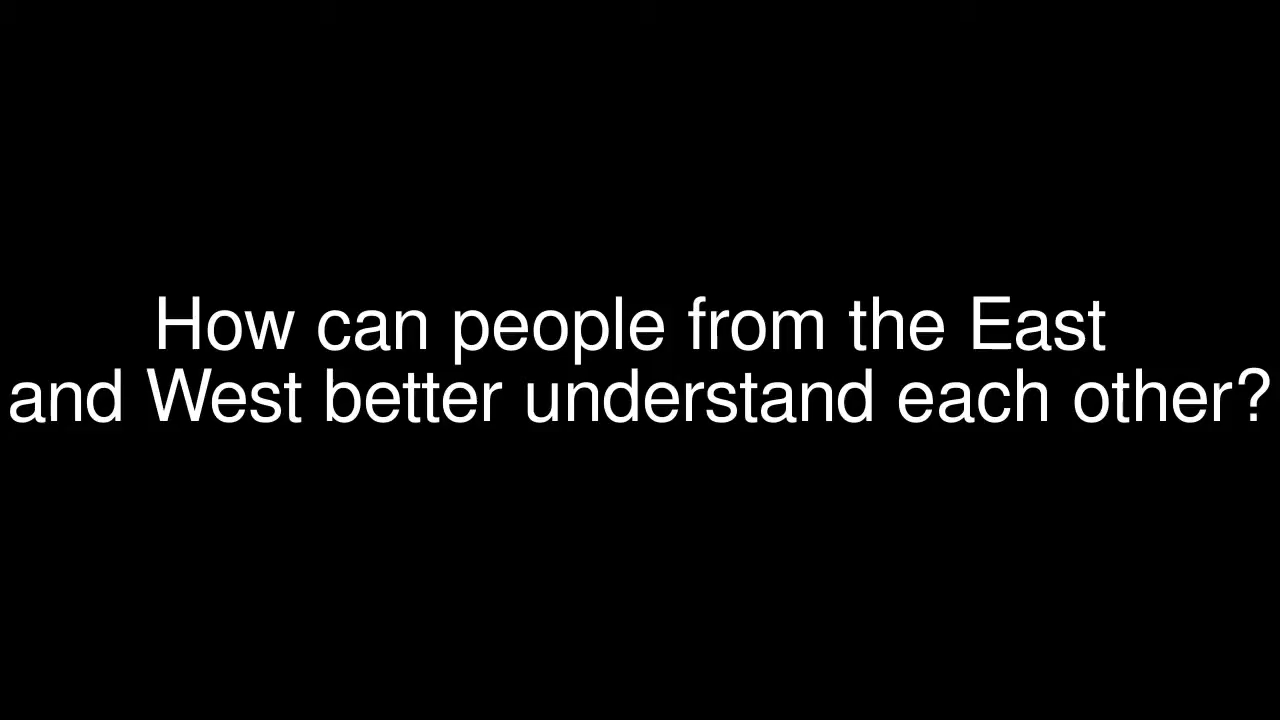 How can people from the East
and West better understand each other?